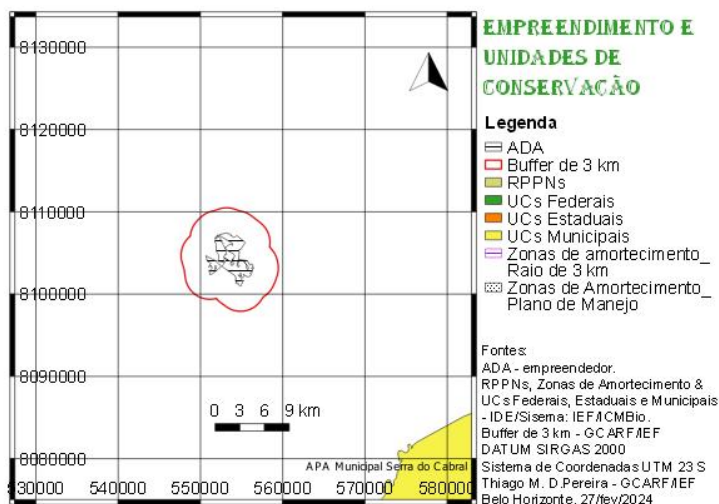 8130000
8120000
8110000
8100000
8090000
8080000
530000 540000 550000 560000 570000 580000
0 3 6 9 km
APA Municipal Serra do Cabral
EMPREENDIMENTO E
UNIDADES DE
CONSERVAÇÃO
Legenda
ADA
Buffer de 3 km
RPPNs
UCs Federais
UCs Estaduais
UCs Municipais
Zonas de amortecimento_
Raio de 3 km
Zonas de Amortecimento_
Plano de Manejo
Fontes:
ADA - empreendedor.
RPPNs, Zonas de Amortecimento &
UCs Federais, Estaduais e Municipais
- IDE/Sisema: IEF/ICMBio.
Buffer de 3 km - GCARF/IEF
DATUM SIRGAS 2000
Sistema de Coordenadas UTM 23 S
Thiago M. D.Pereira - GCARF/IEF
Belo Horizonte, 27/fev/2024